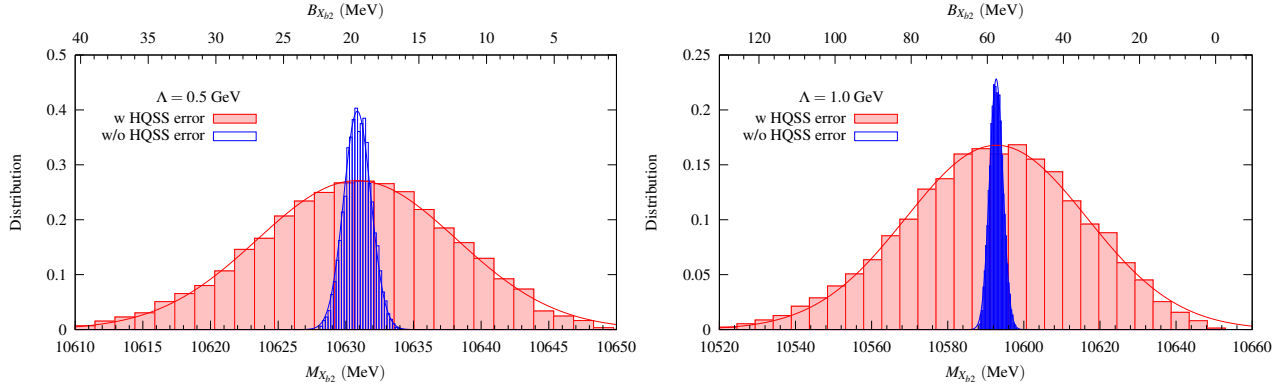 B_{X_{b2}} (MeV)
40 35 30 25 20 15 10 5
0.5
0.4
0.3
0.2
0.1
0
Distribution
Λ = 0.5 GeV
w HQSS error
w/o HQSS error
10610 10615 10620 10625 10630 10635 10640 10645 10650
M_{X_{b2}} (MeV)
B_{X_{b2}} (MeV)
120 100 80 60 40 20 0
0.25
0.2
0.15
0.1
0.05
0
Distribution
Λ = 1.0 GeV
w HQSS error
w/o HQSS error
10520 10540 10560 10580 10600 10620 10640 10660
M_{X_{b2}} (MeV)